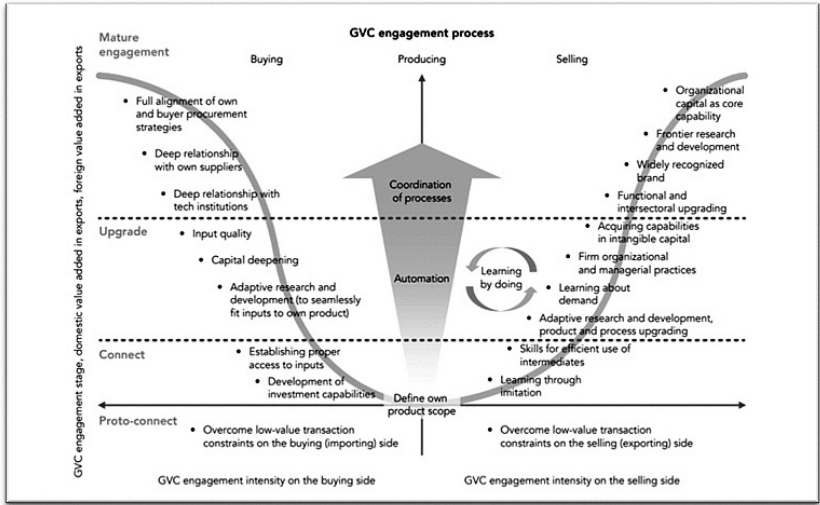 GVC engagement process
Mature
engagement
Buying
Producing
Selling
GVC engagement stage, domestic value added in exports, foreign value added in exports
• Full alignment of own
and buyer procurement
strategies
• Deep relationship
with own suppliers
• Deep relationship with
tech institutions
Coordination
of processes
• Organizational
capital as core
capability
• Frontier research
and development
• Widely recognized
brand
• Functional and
intersectoral upgrading
Upgrade
• Input quality
• Capital deepening
• Adaptive research and
development (to seamlessly
fit inputs to own product)
Automation
Learning
by doing
• Acquiring capabilities
in intangible capital
• Firm organizational
and managerial practices
• Learning about
demand
• Adaptive research and development,
product and process upgrading
Connect
• Establishing proper
access to inputs
• Development of
investment capabilities
Define own
product scope
• Skills for efficient use of
intermediates
• Learning through
imitation
Proto-connect
• Overcome low-value transaction
constraints on the buying (importing) side
• Overcome low-value transaction
constraints on the selling (exporting) side
GVC engagement intensity on the buying side
GVC engagement intensity on the selling side